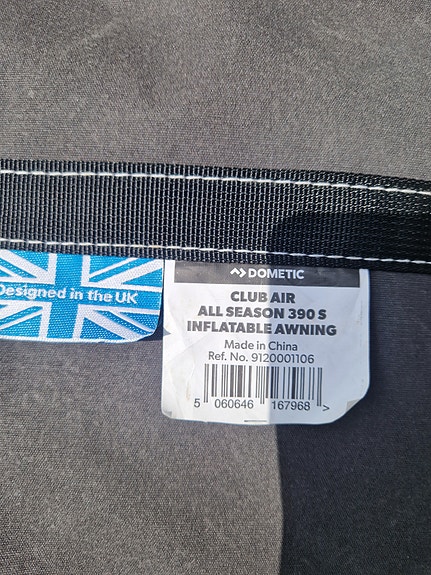 Designed in the UK
DOMETIC
CLUB AIR
ALL SEASON 390 S
INFLATABLE AWNING
Made in China
Ref. No. 9120001106
5 060646 167968 >